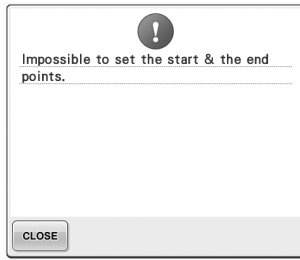 Impossible to set the start & the end
points.
CLOSE